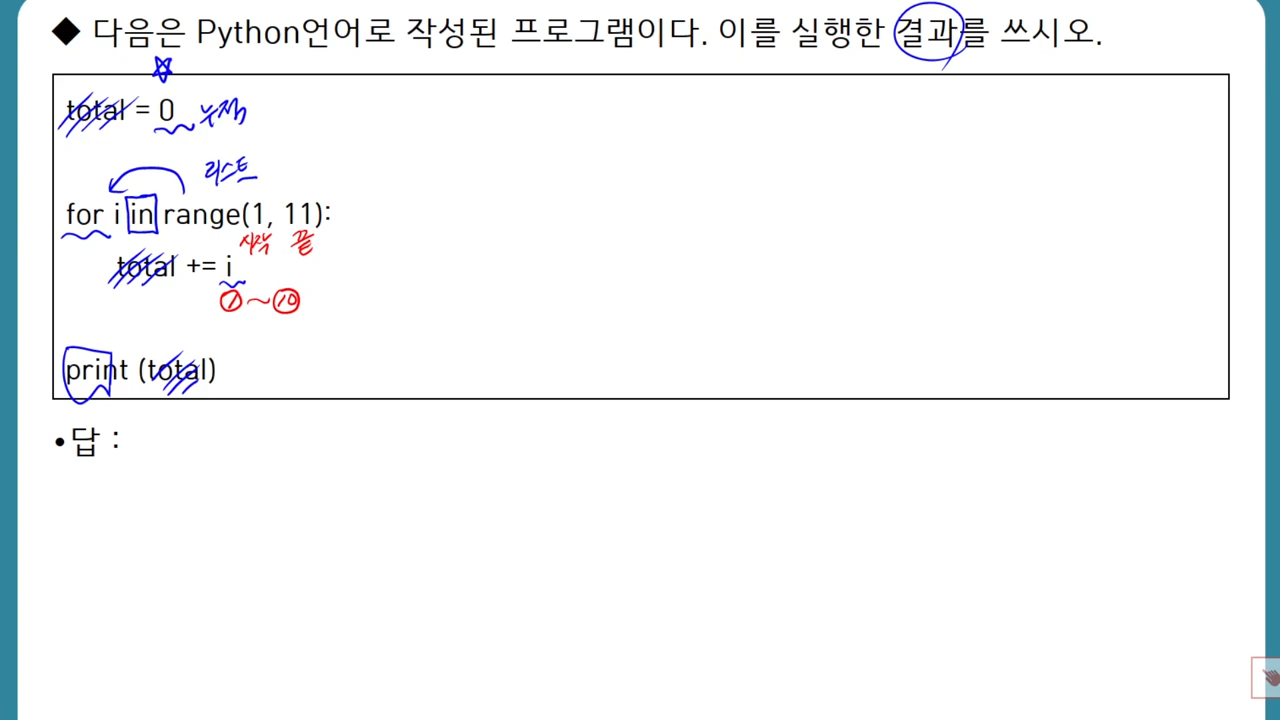 ◆ 다음은 Python언어로 작성된 프로그램이다. 이를 실행한 결과를 쓰시오.
total = 0 누적
리스트
for i in range(1, 11):
시작 끝
total += i
1 ~ 10
print (total)
•답 :